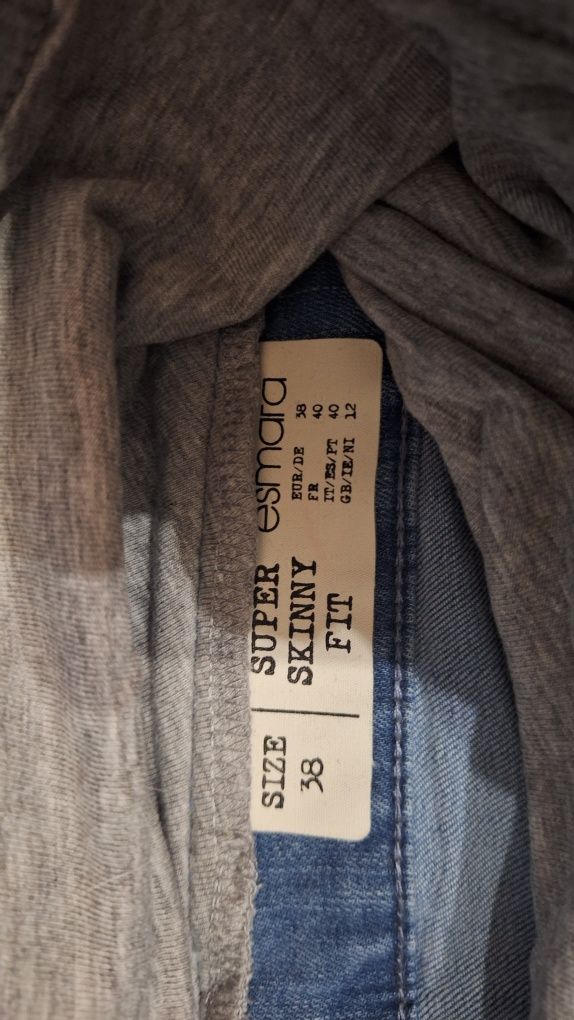 SIZE
38
SUPER
SKINNY
FIT
esmara
EUR/DE 38
FR 40
IT/ES/PT 40
GB/IE/NI 12